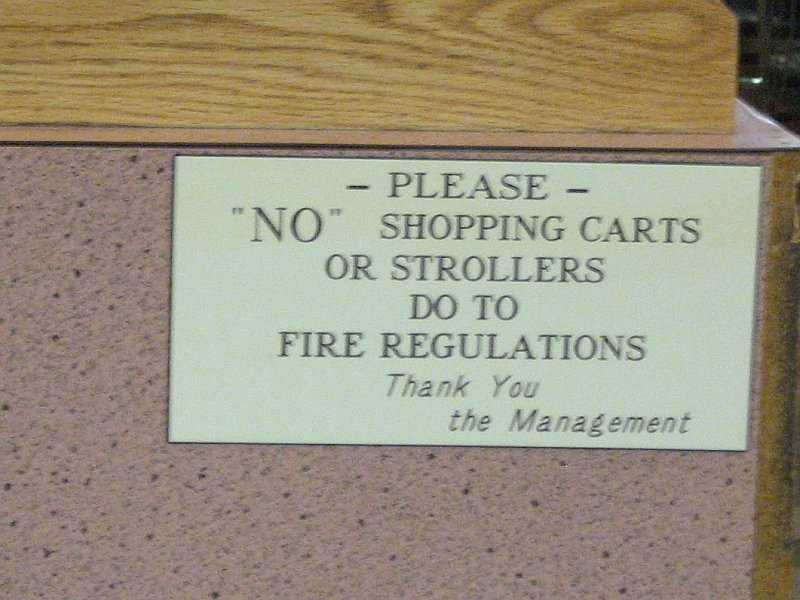 - PLEASE -
"NO" SHOPPING CARTS
OR STROLLERS
DO TO
FIRE REGULATIONS
Thank You
the Management